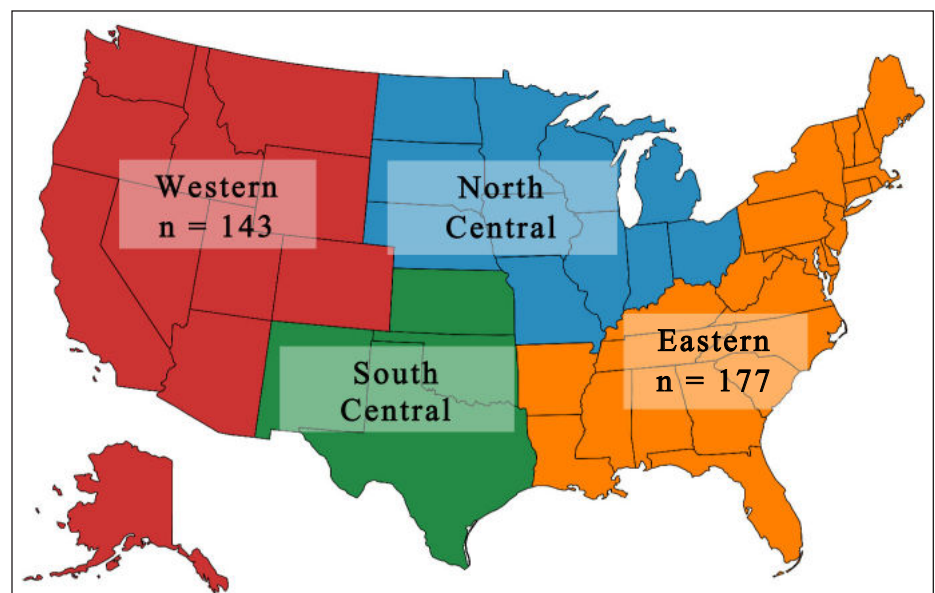 Western
n = 143
North
Central
Eastern
n = 177
South
Central